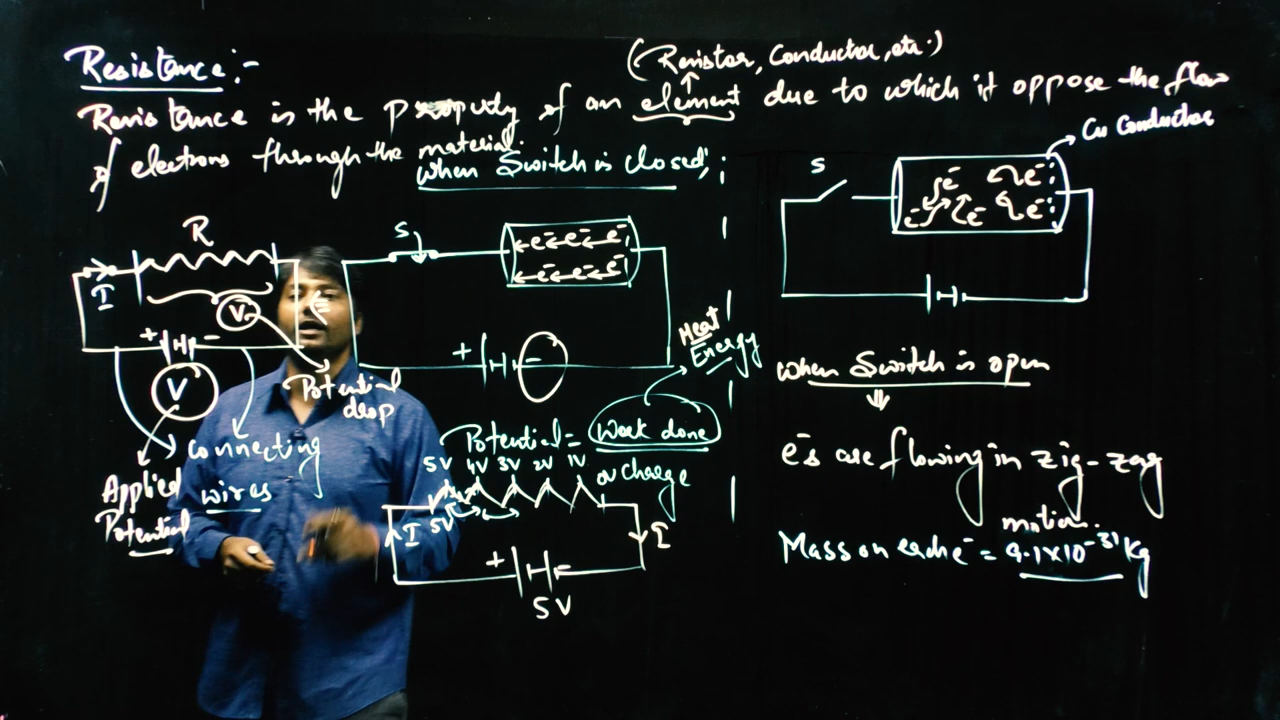 Resistance :-
(Resistor, Conductor, etc.)
Resistance is the property of an element due to which it oppose the flow
of electrons through the material.
when Switch is closed;
Cu Conductor
S
e⁻ e⁻
e⁻ e⁻ e⁻
R
I
V
+ -
V
S
e⁻ e⁻ e⁻
e⁻ e⁻ e⁻
+ -
Heat
Energy
Potential
drop
connecting
wires
Applied
Potential
Potential = Work done
charge
5V 4V 3V 2V 1V
5V
I
I
+
5V
when Switch is open
⇓
e⁻s are flowing in zig-zag
motion.
Mass on each e⁻ = 9.1×10⁻³¹ Kg